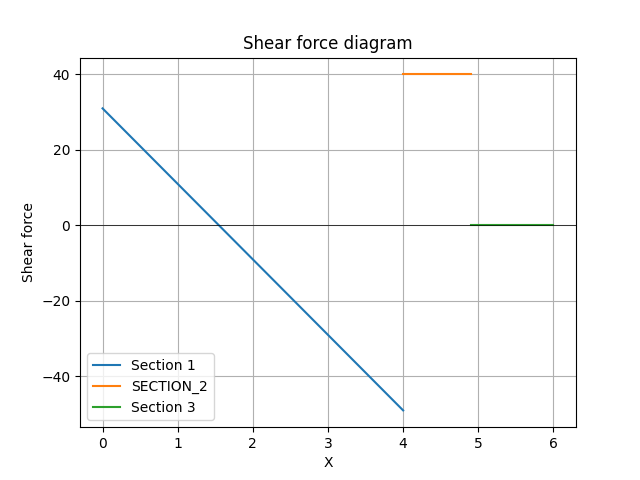 Shear force diagram
40
20
0
−20
−40
Shear force
Section 1
SECTION_2
Section 3
0 1 2 3 4 5 6
X